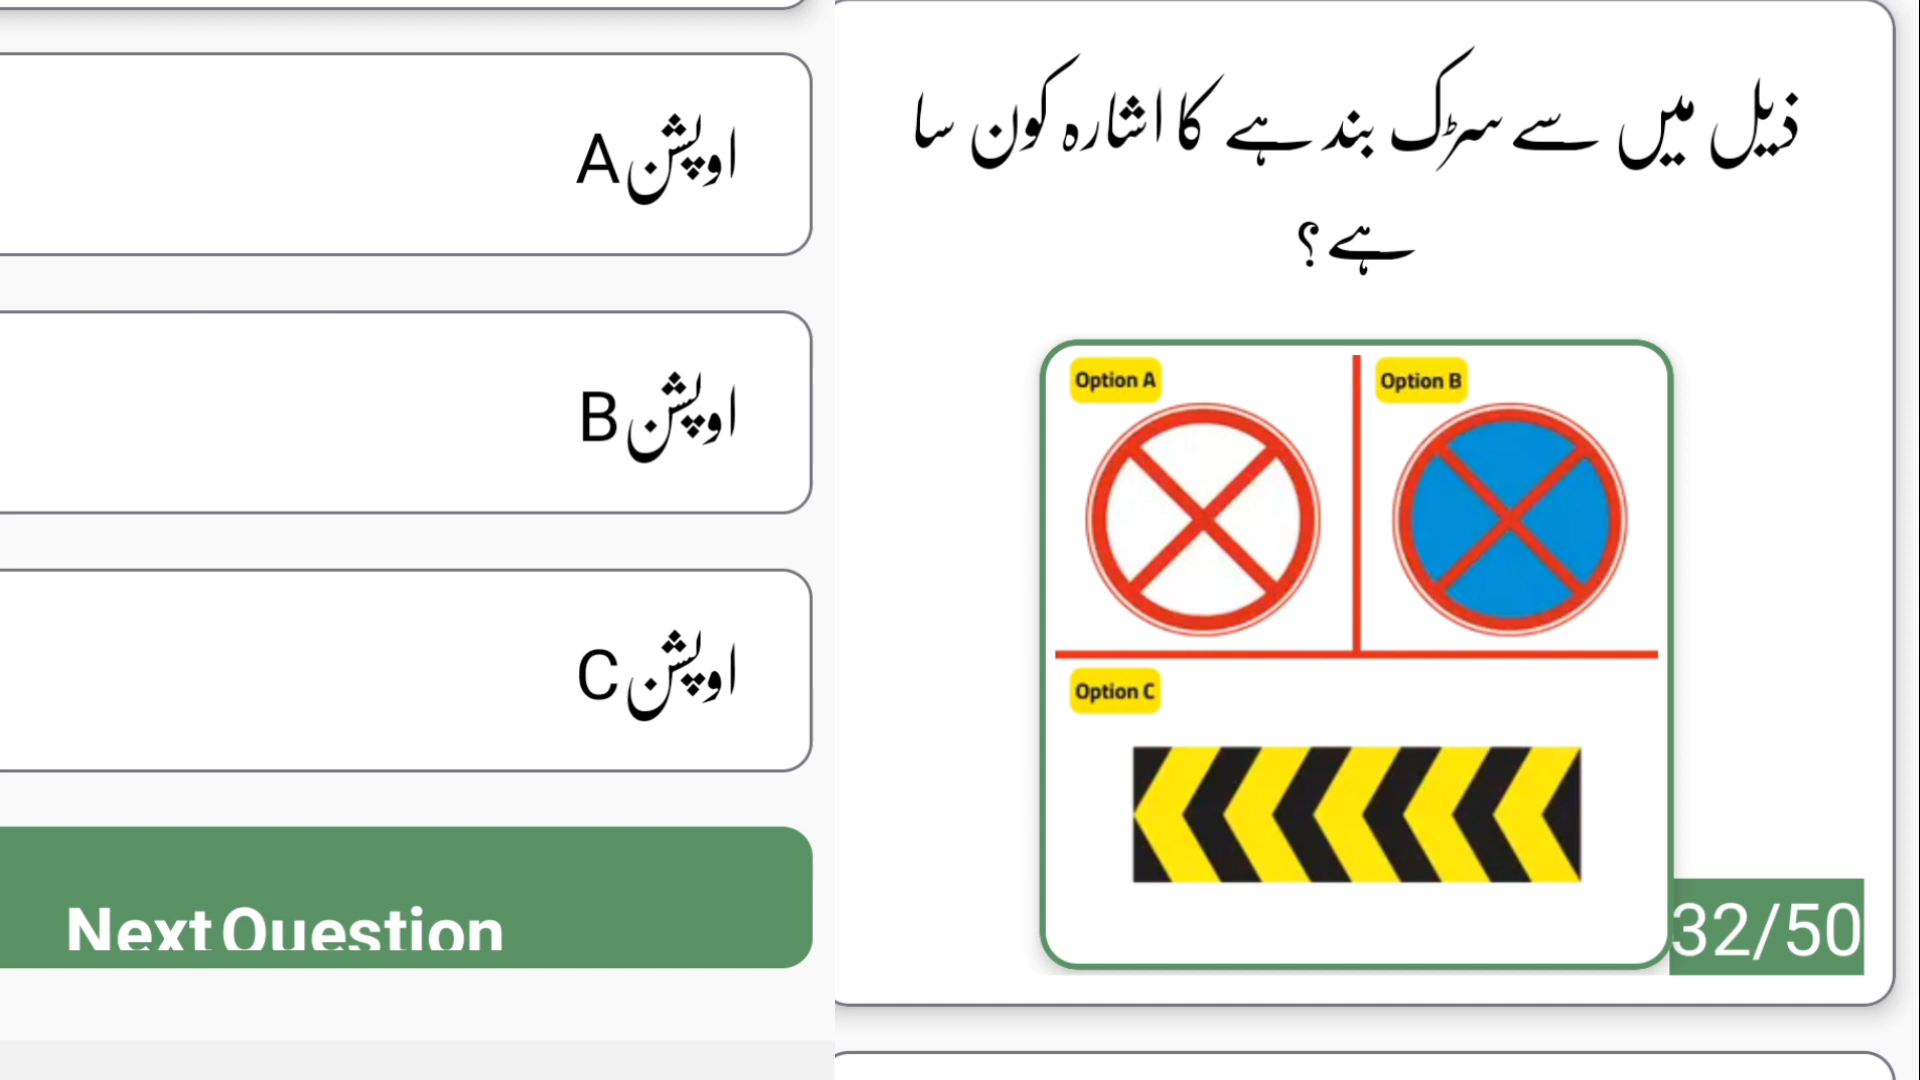 ذیل میں سے سڑک بند ہے کا اشارہ کون سا
ہے؟
Option A
Option B
Option C
32/50
اوپشن A
اوپشن B
اوپشن C
Next Question